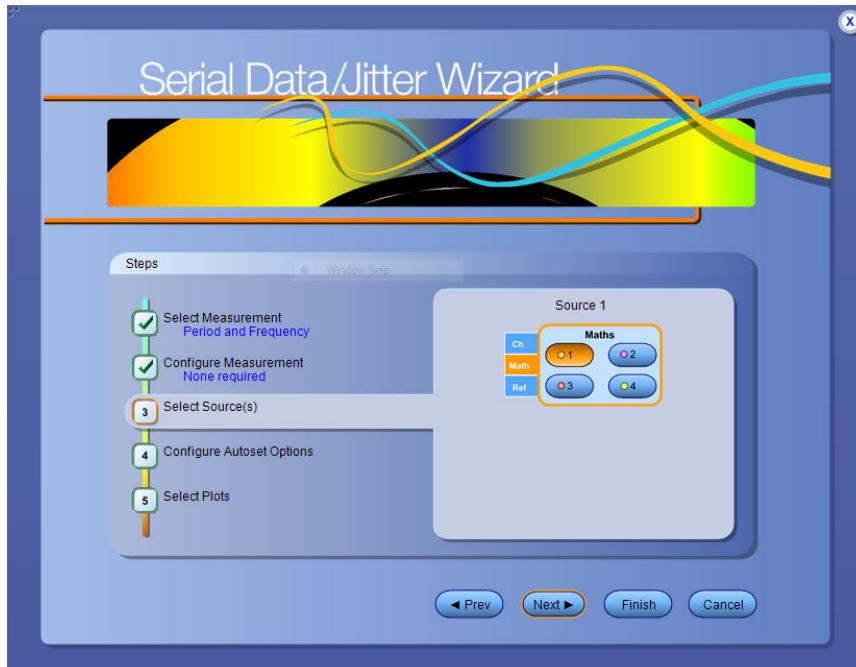 X
Serial Data/Jitter Wizard
Steps
Window Snip
Select Measurement
Period and Frequency
Configure Measurement
None required
3 Select Source(s)
4 Configure Autoset Options
5 Select Plots
Source 1
Ch
Math
Ref
Maths
1 2
3 4
◄ Prev Next ► Finish Cancel